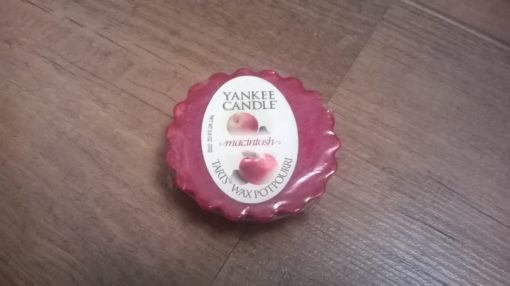 YANKEE
CANDLE®
macintosh
TARTS® WAX POTPOURRI